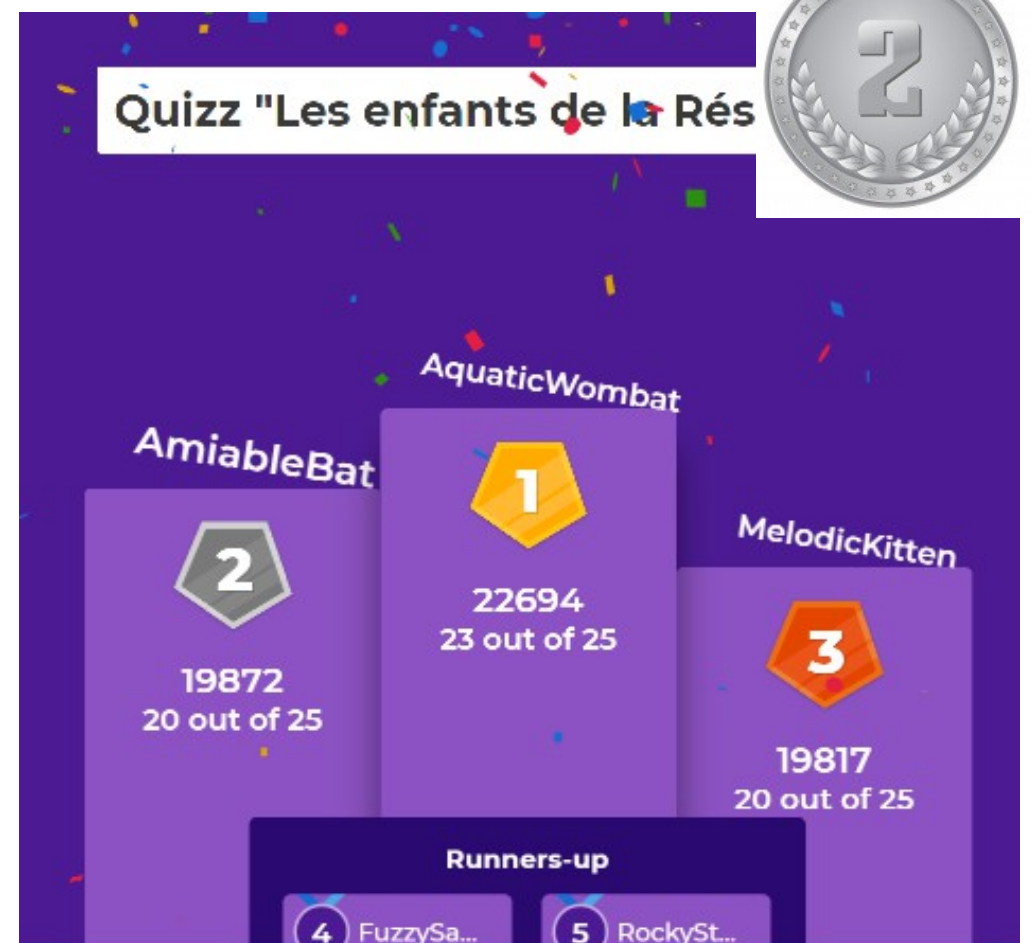 Quizz "Les enfants de la Rés
2
AquaticWombat
1
22694
23 out of 25
AmiableBat
2
19872
20 out of 25
MelodicKitten
3
19817
20 out of 25
Runners-up
4 FuzzySa...
5 RockySt...